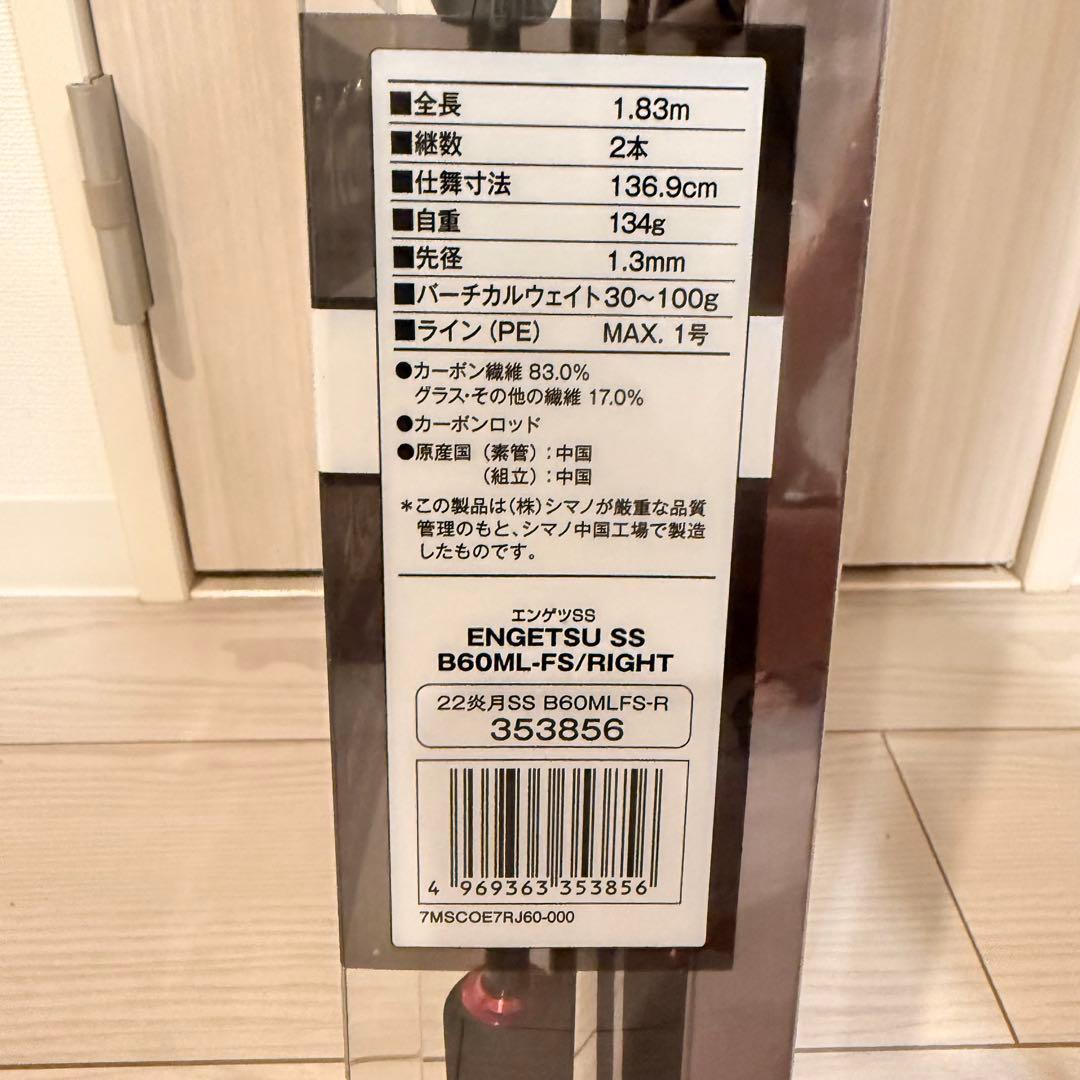 ■全長 1.83m
■継数 2本
■仕舞寸法 136.9cm
■自重 134g
■先径 1.3mm
■バーチカルウェイト 30〜100g
■ライン(PE) MAX. 1号
●カーボン繊維 83.0%
グラス・その他の繊維 17.0%
●カーボンロッド
●原産国(素管):中国
(組立):中国
*この製品は(株)シマノが厳重な品質
管理のもと、シマノ中国工場で製造
したものです。
エンゲツSS
ENGETSU SS
B60ML-FS/RIGHT
22炎月SS B60MLFS-R
353856
4 969363 353856
7MSCOE7RJ60-000